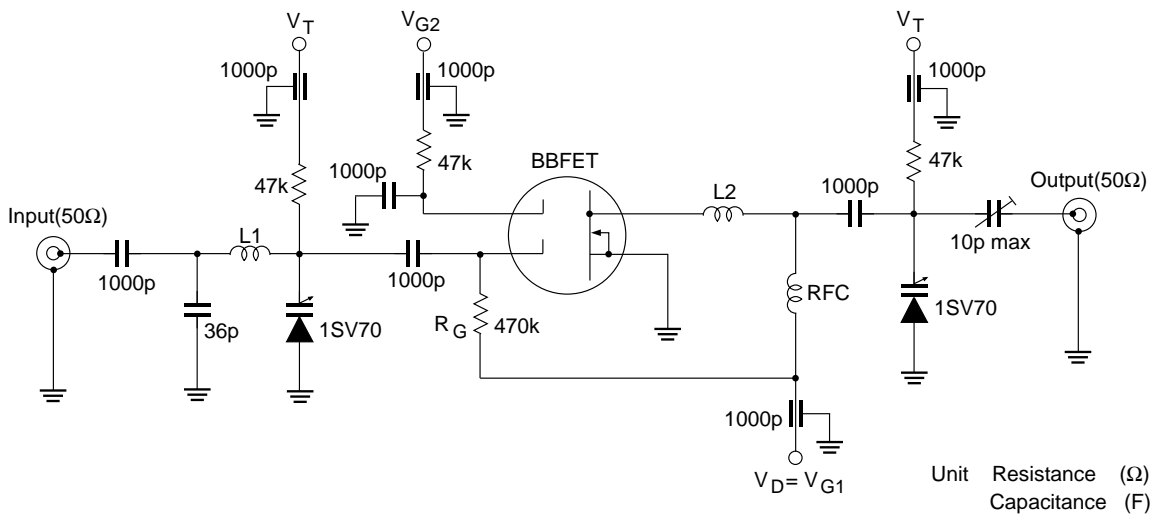 V_T
V_G2
V_T
1000p
1000p
1000p
BBFET
47k
47k
1000p
47k
L2
1000p
Output(50Ω)
Input(50Ω)
L1
10p max
1000p
1000p
RFC
36p
1SV70
R_G
470k
1SV70
1000p
V_D = V_G1
Unit Resistance (Ω)
Capacitance (F)